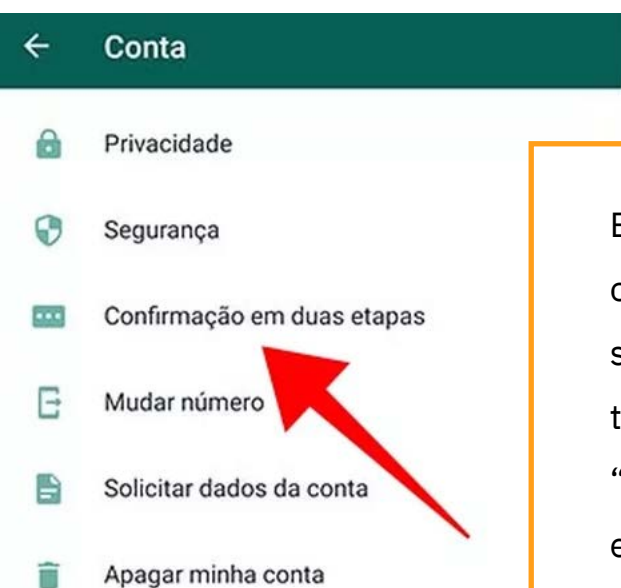 Conta
Privacidade
Segurança
Confirmação em duas etapas
Mudar número
Solicitar dados da conta
Apagar minha conta